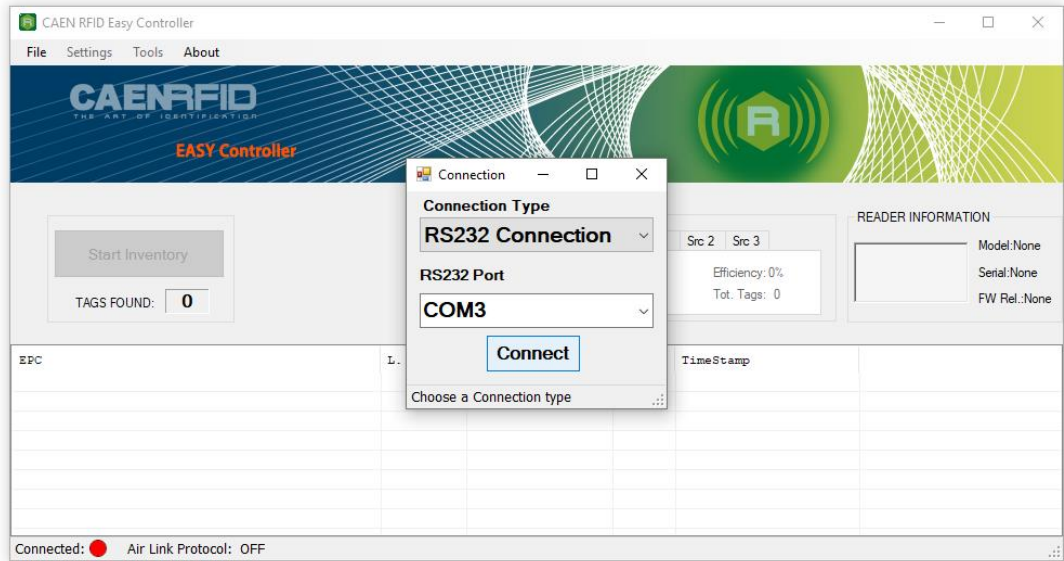 CAEN RFID Easy Controller
File Settings Tools About
CAENRFID
THE ART OF IDENTIFICATION
EASY Controller
R
Connection
Connection Type
RS232 Connection
RS232 Port
COM3
Connect
Choose a Connection type
Start Inventory
TAGS FOUND: 0
Src 2 Src 3
Efficiency: 0%
Tot. Tags: 0
READER INFORMATION
Model:None
Serial:None
FW Rel.:None
EPC L. TimeStamp
Connected: Air Link Protocol: OFF